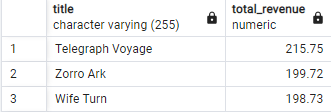 title total_revenue
character varying (255) numeric
1 Telegraph Voyage 215.75
2 Zorro Ark 199.72
3 Wife Turn 198.73